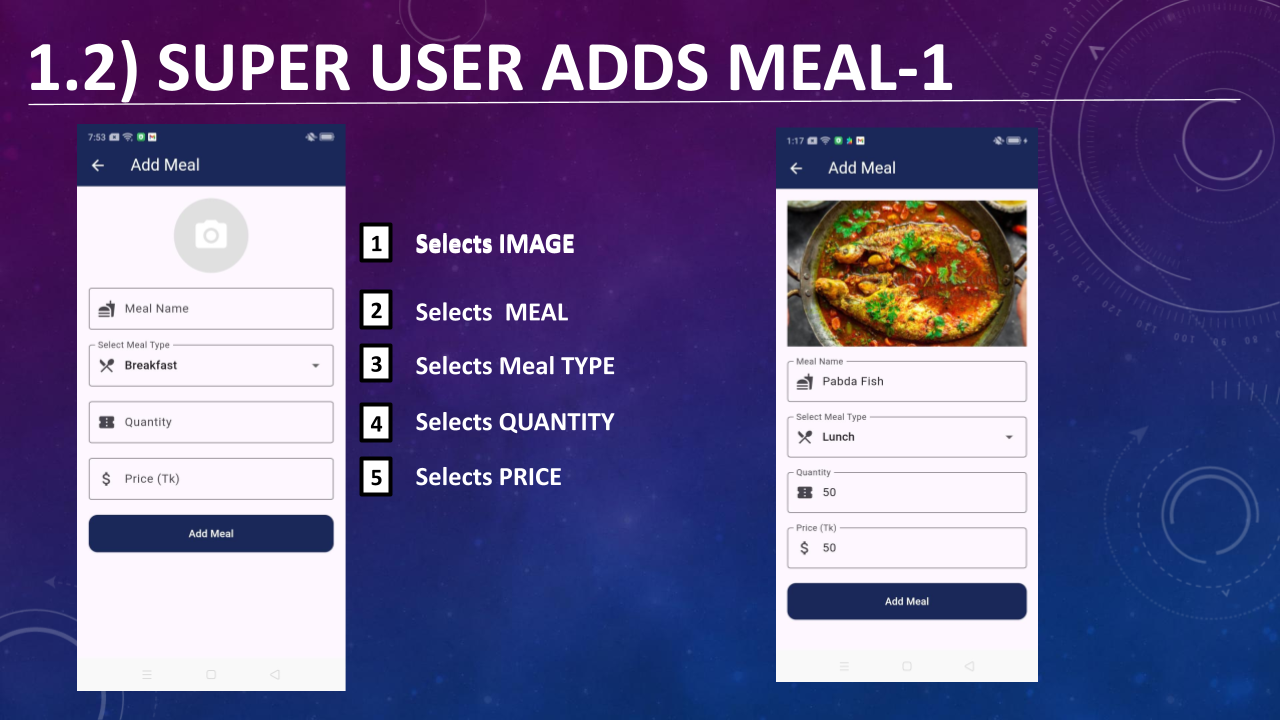 1.2) SUPER USER ADDS MEAL-1
7:53
Add Meal
Meal Name
Select Meal Type
Breakfast
Quantity
Price (Tk)
Add Meal
1 Selects IMAGE
2 Selects MEAL
3 Selects Meal TYPE
4 Selects QUANTITY
5 Selects PRICE
1:17
Add Meal
Meal Name
Pabda Fish
Select Meal Type
Lunch
Quantity
50
Price (Tk)
$ 50
Add Meal